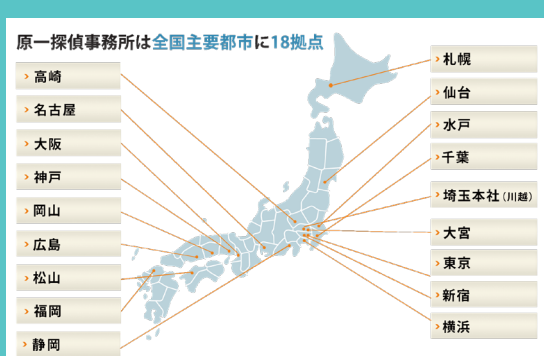 原一探偵事務所は全国主要都市に18拠点
高崎
名古屋
大阪
神戸
岡山
広島
松山
福岡
静岡
札幌
仙台
水戸
千葉
埼玉本社（川越）
大宮
東京
新宿
横浜